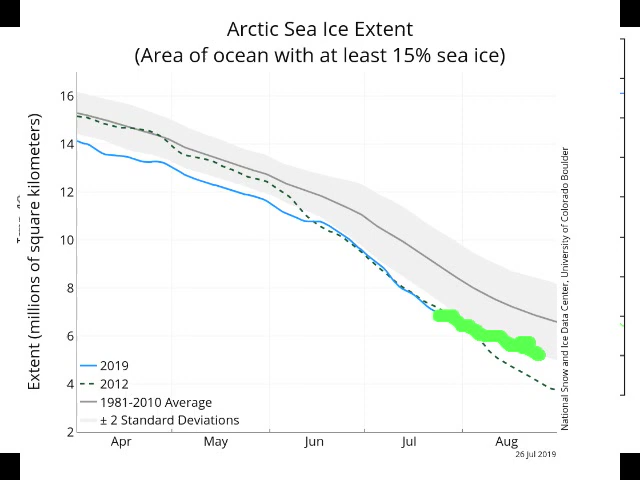 Arctic Sea Ice Extent
(Area of ocean with at least 15% sea ice)
Extent (millions of square kilometers)
16
14
12
10
8
6
4
2
2019
2012
1981-2010 Average
± 2 Standard Deviations
Apr
May
Jun
Jul
Aug
26 Jul 2019
National Snow and Ice Data Center, University of Colorado Boulder